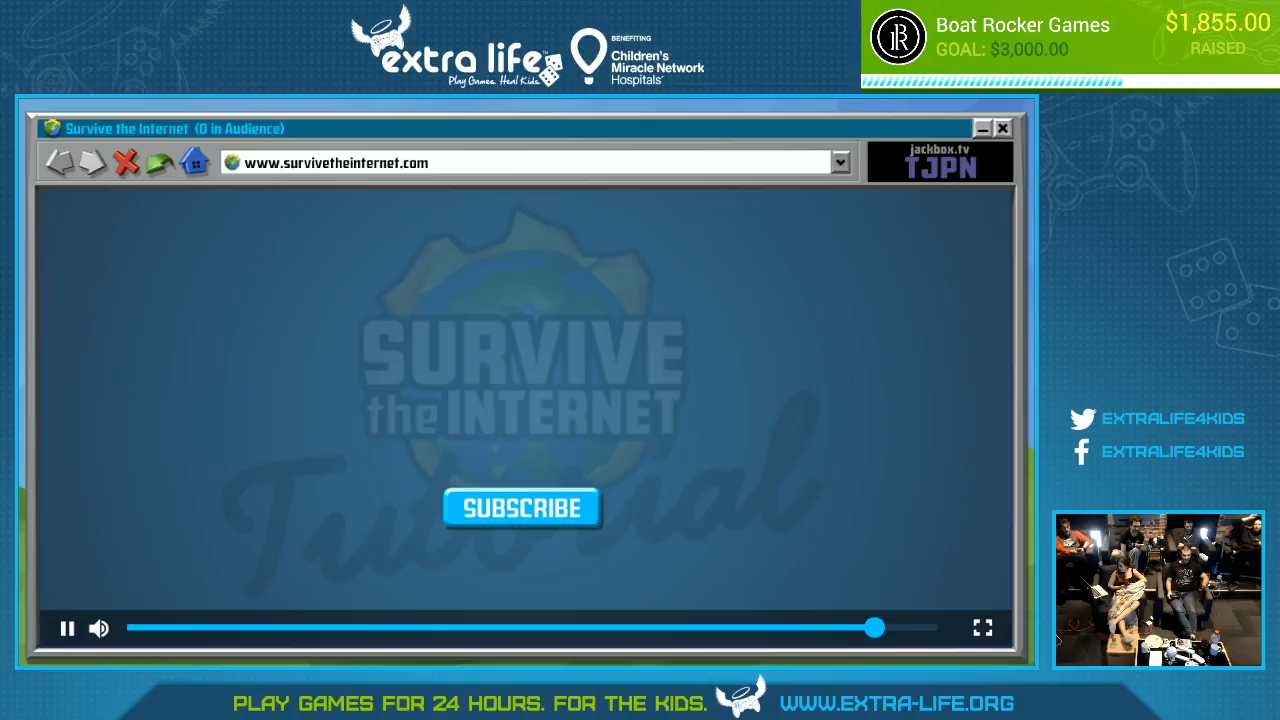 extra life
Play Games. Heal Kids.
BENEFITING
Children's
Miracle Network
Hospitals
Boat Rocker Games
GOAL: $3,000.00
$1,855.00
RAISED
Survive the Internet (0 in Audience)
www.survivetheinternet.com
jackbox.tv
TJPN
SURVIVE
the INTERNET
Tutorial
SUBSCRIBE
EXTRALIFE4KIDS
EXTRALIFE4KIDS
PLAY GAMES FOR 24 HOURS. FOR THE KIDS.
WWW.EXTRA-LIFE.ORG